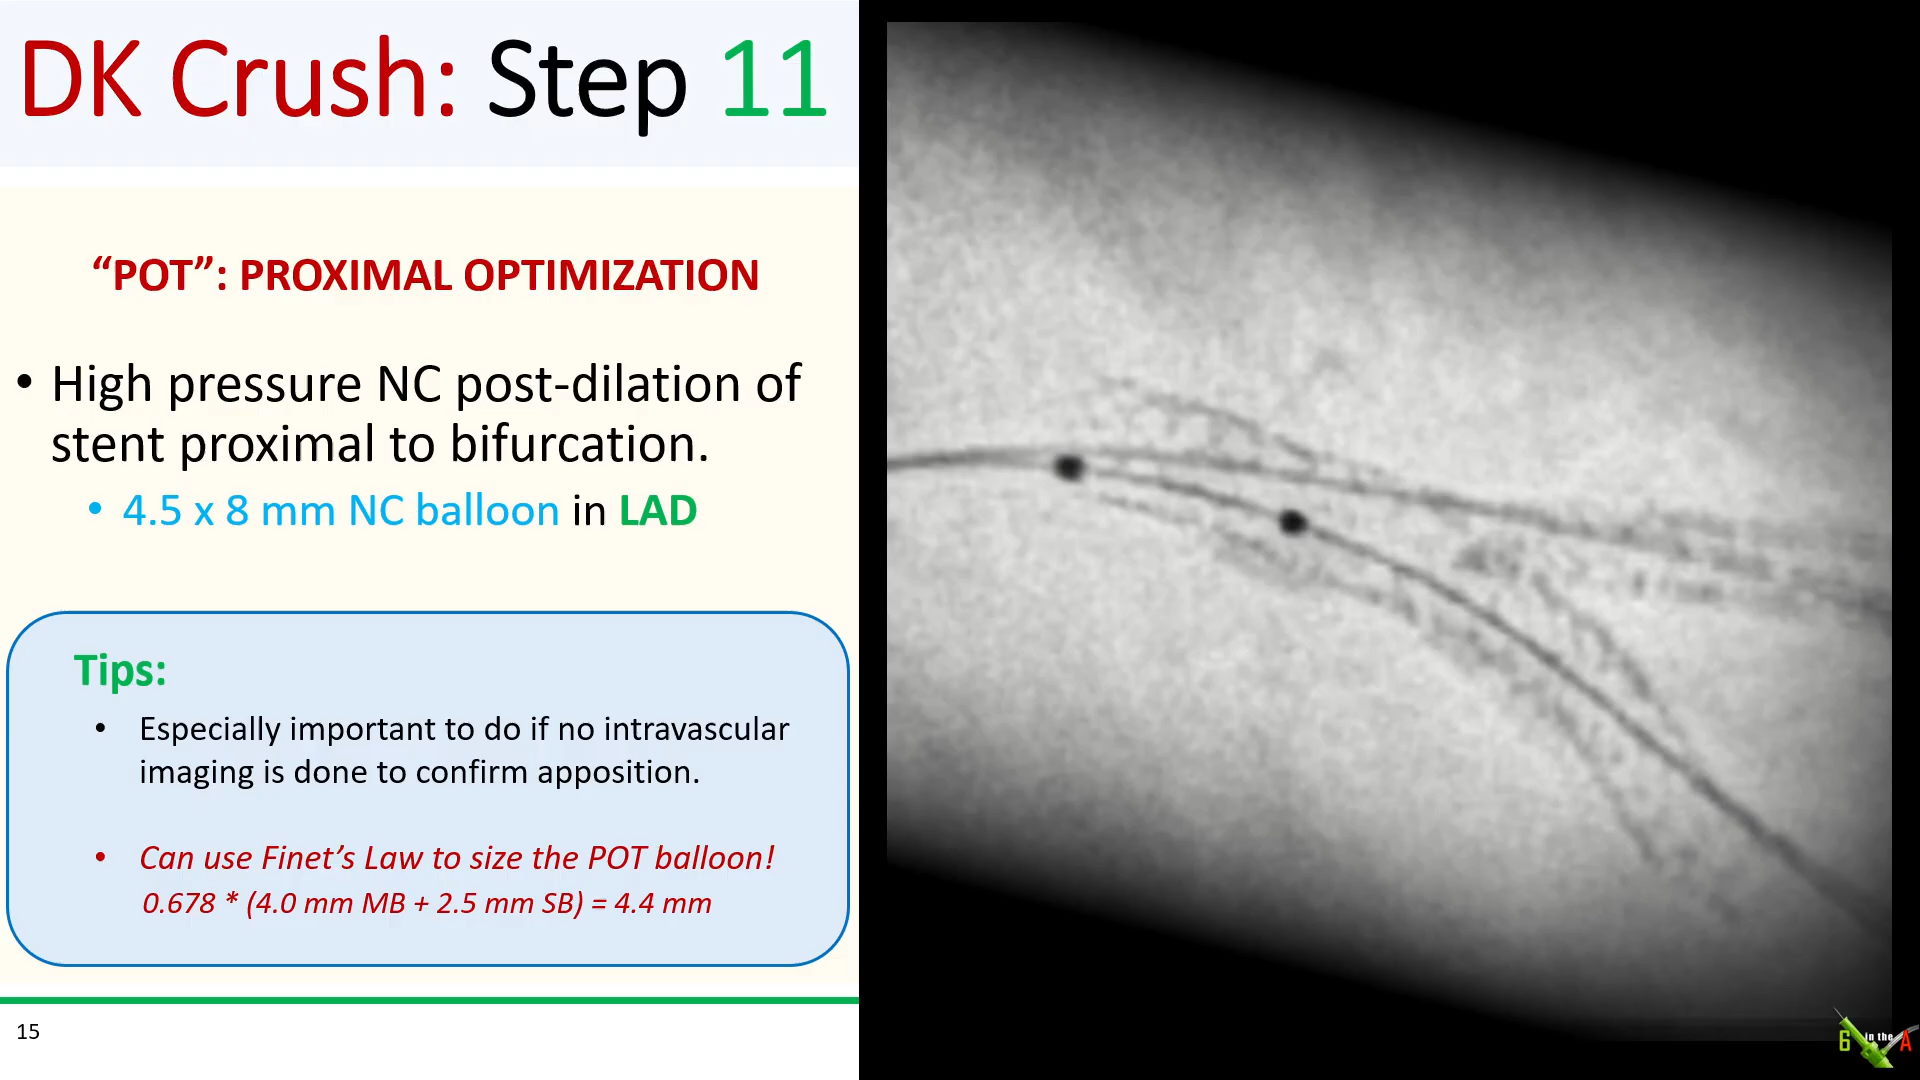 DK Crush: Step 11
“POT”: PROXIMAL OPTIMIZATION
• High pressure NC post-dilation of
stent proximal to bifurcation.
• 4.5 x 8 mm NC balloon in LAD
Tips:
• Especially important to do if no intravascular
imaging is done to confirm apposition.
• Can use Finet’s Law to size the POT balloon!
0.678 * (4.0 mm MB + 2.5 mm SB) = 4.4 mm
15
6 in the A